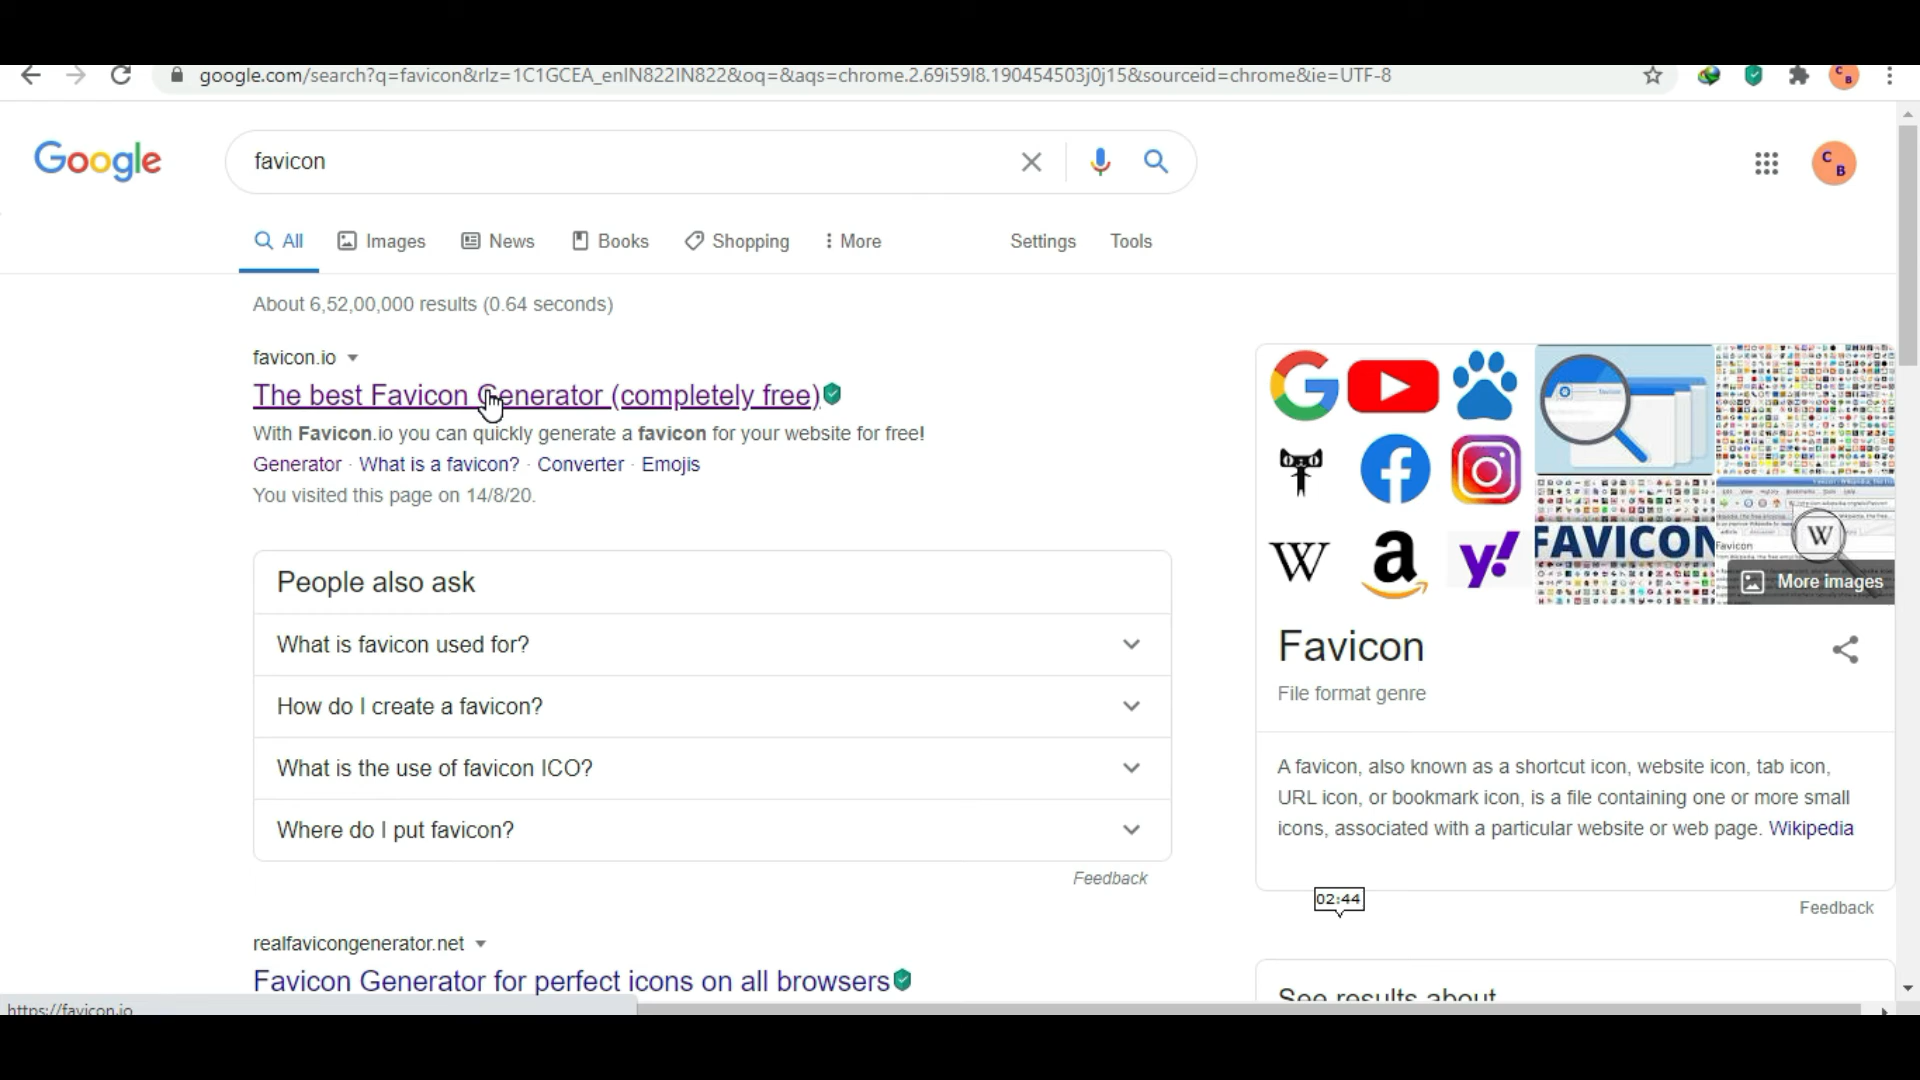 google.com/search?q=favicon&rlz=1C1GCEA_enIN822IN822&oq=&aqs=chrome.2.69i59l8.190454503j0j15&sourceid=chrome&ie=UTF-8
C B
Google
favicon
C B
All
Images
News
Books
Shopping
More
Settings
Tools
About 6,52,00,000 results (0.64 seconds)
favicon.io
The best Favicon Generator (completely free)
With Favicon.io you can quickly generate a favicon for your website for free!
Generator · What is a favicon? · Converter · Emojis
You visited this page on 14/8/20.
People also ask
What is favicon used for?
How do I create a favicon?
What is the use of favicon ICO?
Where do I put favicon?
Feedback
realfavicongenerator.net
Favicon Generator for perfect icons on all browsers
https://favicon.io
G
W
a
y!
FAVICON
Favicon
W
More images
Favicon
File format genre
A favicon, also known as a shortcut icon, website icon, tab icon,
URL icon, or bookmark icon, is a file containing one or more small
icons, associated with a particular website or web page. Wikipedia
02:44
Feedback
See results about